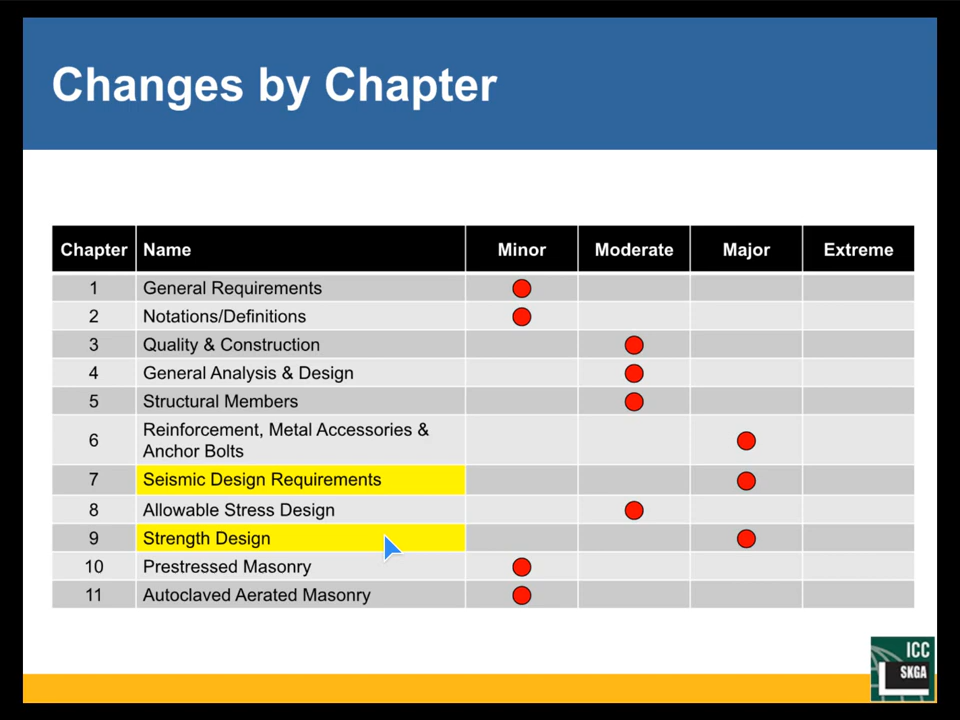 Changes by Chapter
Chapter Name Minor Moderate Major Extreme
1 General Requirements
2 Notations/Definitions
3 Quality & Construction
4 General Analysis & Design
5 Structural Members
6 Reinforcement, Metal Accessories &
Anchor Bolts
7 Seismic Design Requirements
8 Allowable Stress Design
9 Strength Design
10 Prestressed Masonry
11 Autoclaved Aerated Masonry
ICC
SKGA